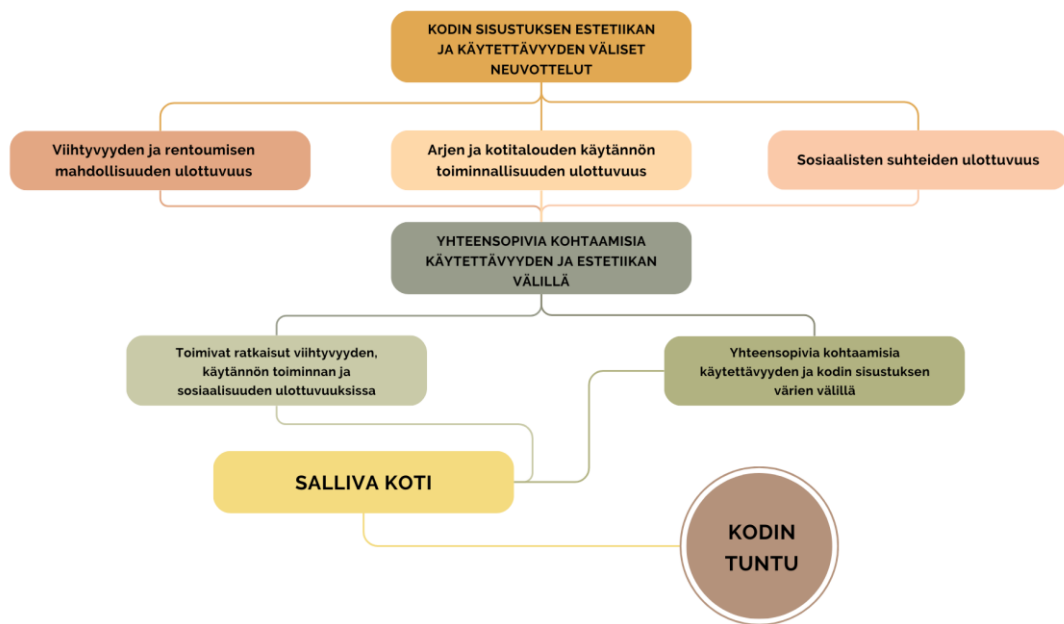 KODIN SISUSTUKSEN ESTETIIKAN
JA KÄYTETTÄVYYDEN VÄLISET
NEUVOTTELUT
Viihtyvyyden ja rentoumisen
mahdollisuuden ulottuvuus
Arjen ja kotitalouden käytännön
toiminnallisuuden ulottuvuus
Sosiaalisten suhteiden ulottuvuus
YHTEENSOPIVIA KOHTAAMISIA
KÄYTETTÄVYYDEN JA ESTETIIKAN
VÄLILLÄ
Toimivat ratkaisut viihtyvyyden,
käytännön toiminnan ja
sosiaalisuuden ulottuvuuksissa
Yhteensopivia kohtaamisia
käytettävyyden ja kodin sisustuksen
värien välillä
SALLIVA KOTI
KODIN
TUNTU